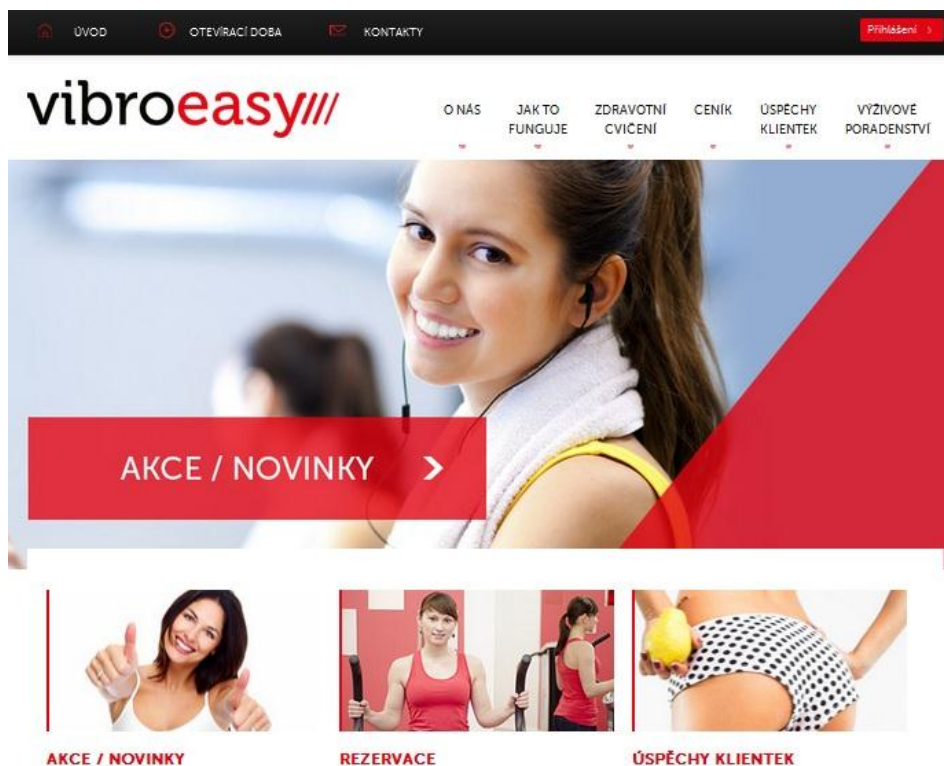 ÚVOD
OTEVÍRACÍ DOBA
KONTAKTY
Přihlášení
vibroeasy
O NÁS
JAK TO
FUNGUJE
ZDRAVOTNÍ
CVIČENÍ
CENÍK
ÚSPĚCHY
KLIENTEK
VÝŽIVOVÉ
PORADENSTVÍ
AKCE / NOVINKY
AKCE / NOVINKY
REZERVACE
ÚSPĚCHY KLIENTEK